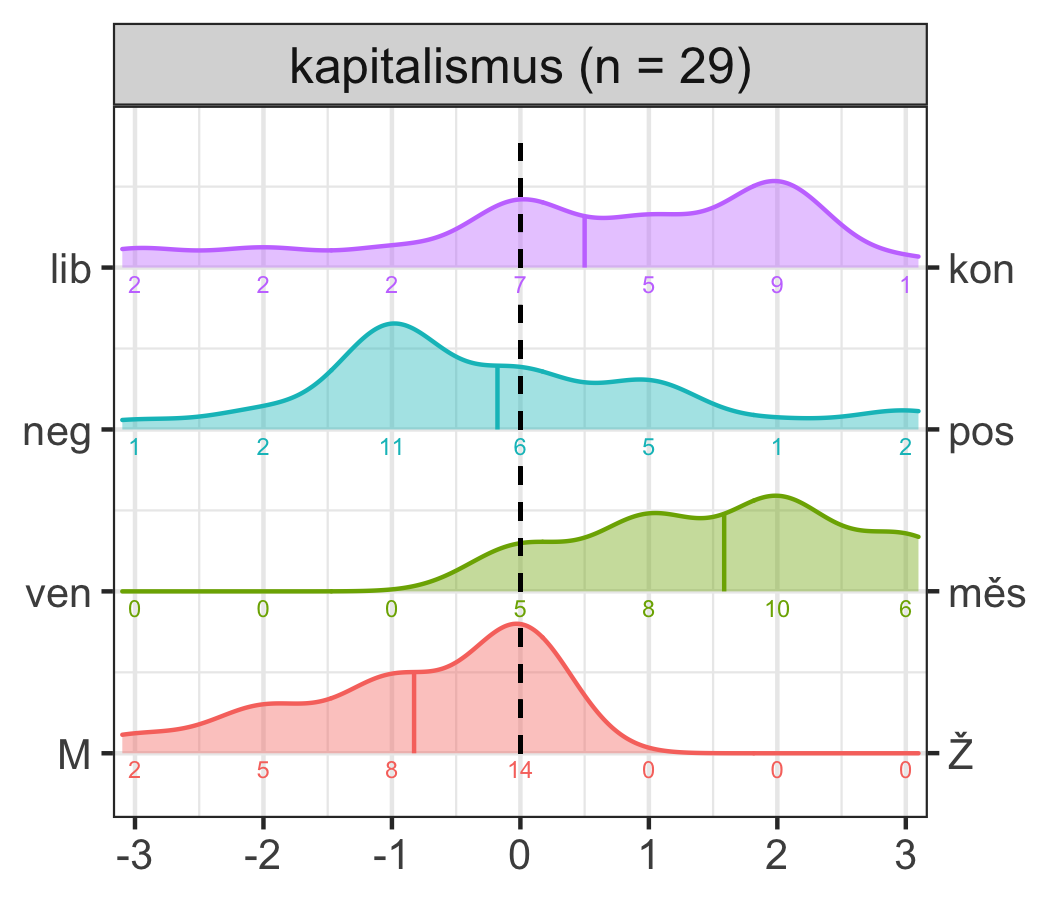 kapitalismus (n = 29)
lib kon
2 2 2 7 5 9 1
neg pos
1 2 11 6 5 1 2
ven měs
0 0 0 5 8 10 6
M Ž
2 5 8 14 0 0 0
-3 -2 -1 0 1 2 3